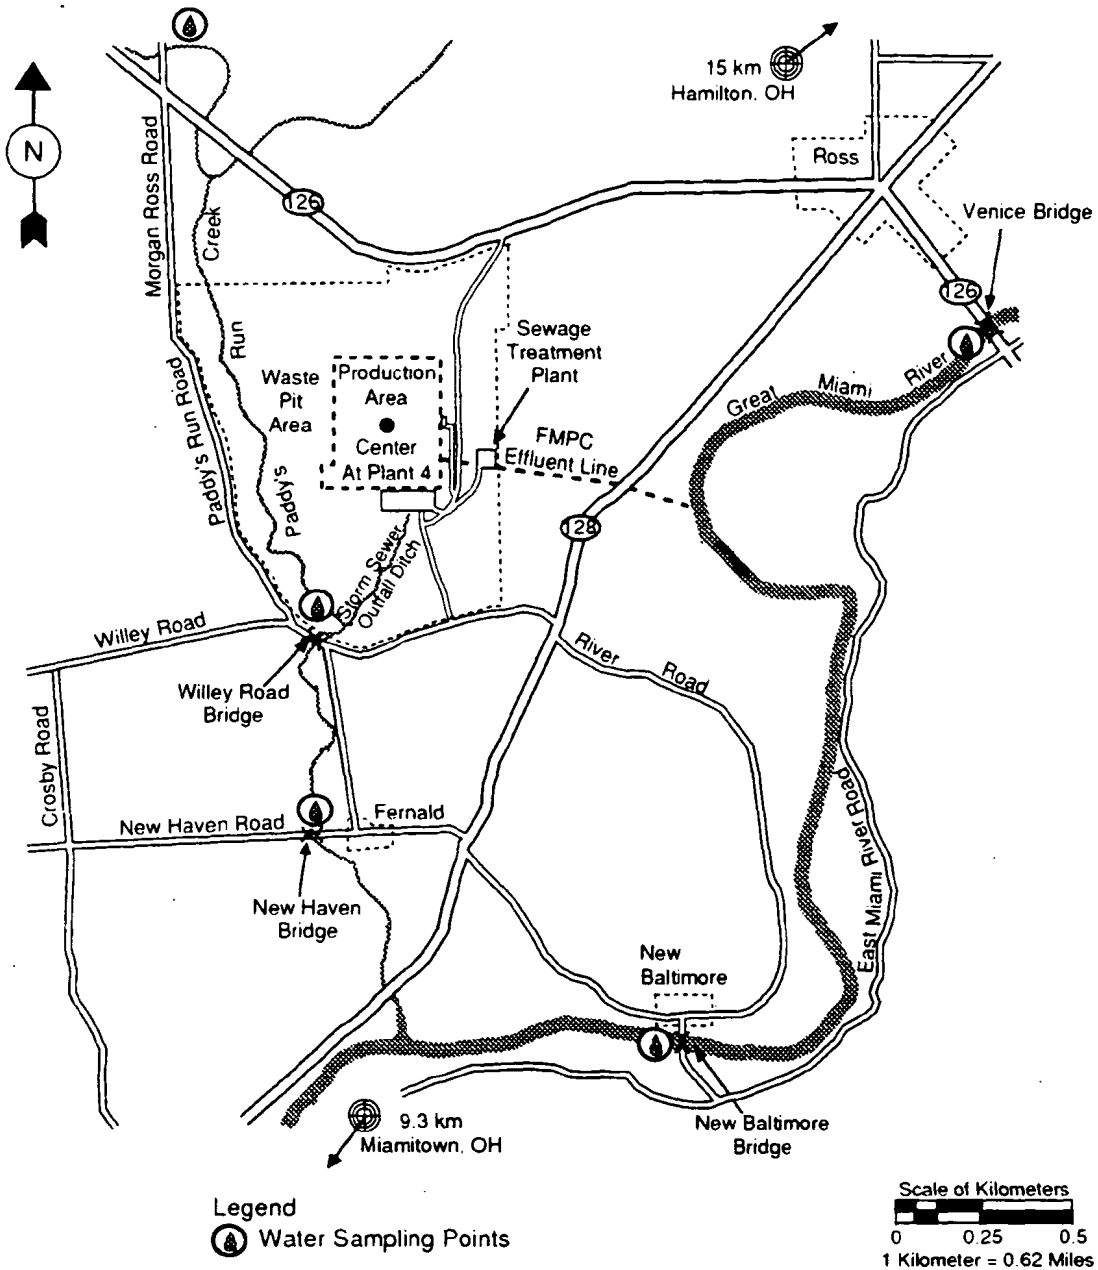 15 km
Hamilton, OH
N
Morgan Ross Road
126
Creek
Ross
Venice Bridge
126
Run
Paddy's
Paddy's Run Road
Waste
Pit
Area
Production
Area
Center
At Plant 4
Sewage
Treatment
Plant
FMPC
Effluent Line
Great Miami River
128
Storm Sewer
Outfall Ditch
Willey Road
Willey Road
Bridge
River Road
Crosby Road
New Haven Road
Fernald
New Haven
Bridge
East Miami River Road
New
Baltimore
New Baltimore
Bridge
9.3 km
Miamitown, OH
Legend
Water Sampling Points
Scale of Kilometers
0 0.25 0.5
1 Kilometer = 0.62 Miles